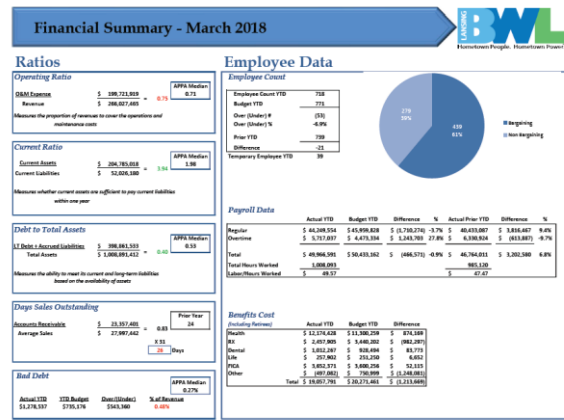 Financial Summary - March 2018
LANSING
BWL
Hometown People. Hometown Power
Ratios
Operating Ratio
APPA Median
O&M Expense $ 199,721,919 = 0.75 0.71
Revenue $ 266,027,485
Measures the proportion of revenues to cover the operations and
maintenance costs
Current Ratio
APPA Median
Current Assets $ 204,785,018 = 3.94 1.98
Current Liabilities $ 52,026,180
Measures whether current assets are sufficient to pay current liabilities
within one year
Debt to Total Assets
APPA Median
LT Debt + Accrued Liabilities $ 398,861,533 = 0.40 0.53
Total Assets $ 1,008,891,412
Measures the ability to meet its current and long-term liabilities
based on the availability of assets
Days Sales Outstanding
Prior Year
Accounts Receivable $ 23,357,401 = 0.83 24
Average Sales $ 27,997,442
X 31
26 Days
Bad Debt
APPA Median
0.27%
Actual YTD YTD Budget Over/(Under) % of Revenue
$1,278,537 $735,176 $543,360 0.48%
Employee Data
Employee Count
Employee Count YTD 718
Budget YTD 771
Over (Under) # (53)
Over (Under) % -6.9%
Prior YTD 739
Difference -21
Temporary Employee YTD 39
279
39%
439
61%
Bargaining
Non Bargaining
Payroll Data
Actual YTD Budget YTD Difference % Actual Prior YTD Difference %
Regular $ 44,249,554 $ 45,959,828 $ (1,710,274) -3.7% $ 40,433,087 $ 3,816,467 9.4%
Overtime $ 5,717,037 $ 4,473,334 $ 1,243,703 27.8% $ 6,330,924 $ (613,887) -9.7%
Total $ 49,966,591 $ 50,433,162 $ (466,571) -0.9% $ 46,764,011 $ 3,202,580 6.8%
Total Hours Worked 1,008,093 985,120
Labor/Hours Worked $ 49.57 $ 47.47
Benefits Cost
(Including Retirees) Actual YTD Budget YTD Difference
Health $ 12,174,428 $ 11,300,259 $ 874,169
RX $ 2,457,905 $ 3,440,202 $ (982,297)
Dental $ 1,012,267 $ 928,494 $ 83,773
Life $ 257,902 $ 251,250 $ 6,652
FICA $ 3,652,371 $ 3,600,256 $ 52,115
Other $ (497,082) $ 750,999 $ (1,248,081)
Total $ 19,057,791 $ 20,271,461 $ (1,213,669)